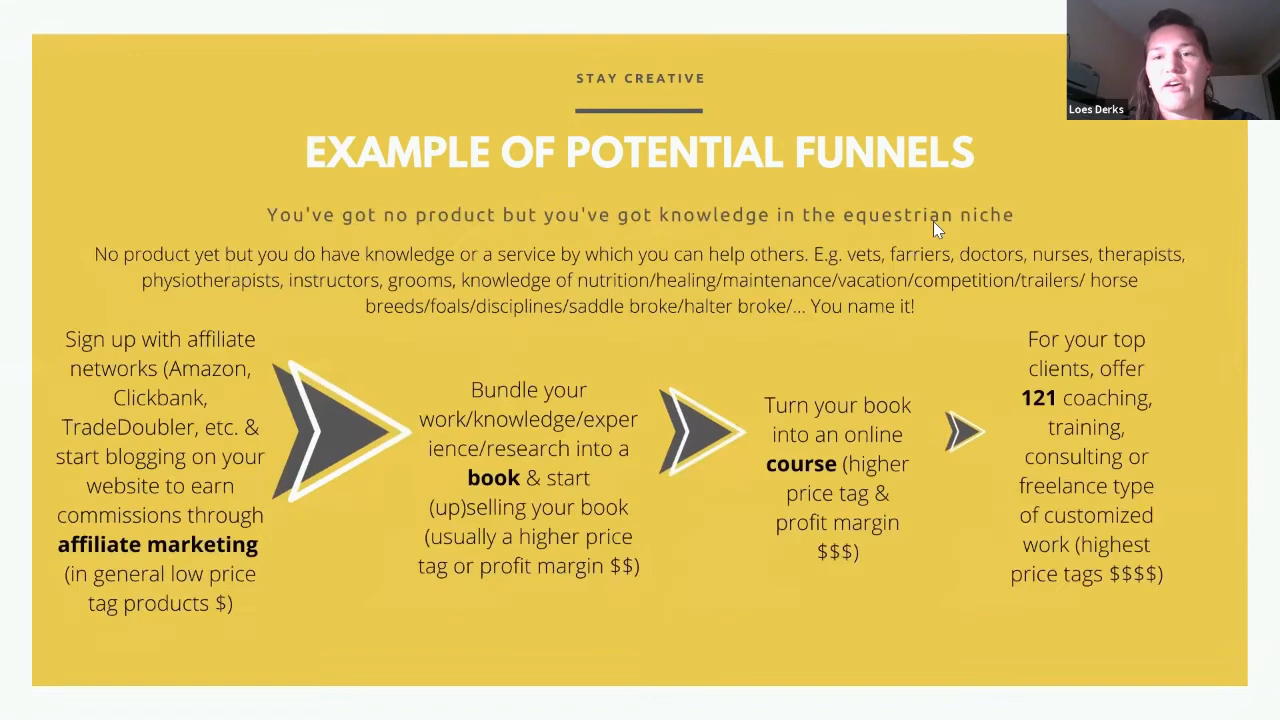 STAY CREATIVE
EXAMPLE OF POTENTIAL FUNNELS
You've got no product but you've got knowledge in the equestrian niche
No product yet but you do have knowledge or a service by which you can help others. E.g. vets, farriers, doctors, nurses, therapists,
physiotherapists, instructors, grooms, knowledge of nutrition/healing/maintenance/vacation/competition/trailers/ horse
breeds/foals/disciplines/saddle broke/halter broke/... You name it!
Sign up with affiliate
networks (Amazon,
Clickbank,
TradeDoubler, etc. &
start blogging on your
website to earn
commissions through
affiliate marketing
(in general low price
tag products $)
Bundle your
work/knowledge/exper
ience/research into a
book & start
(up)selling your book
(usually a higher price
tag or profit margin $$)
Turn your book
into an online
course (higher
price tag &
profit margin
$$$)
For your top
clients, offer
121 coaching,
training,
consulting or
freelance type
of customized
work (highest
price tags $$$$)
Loes Derks